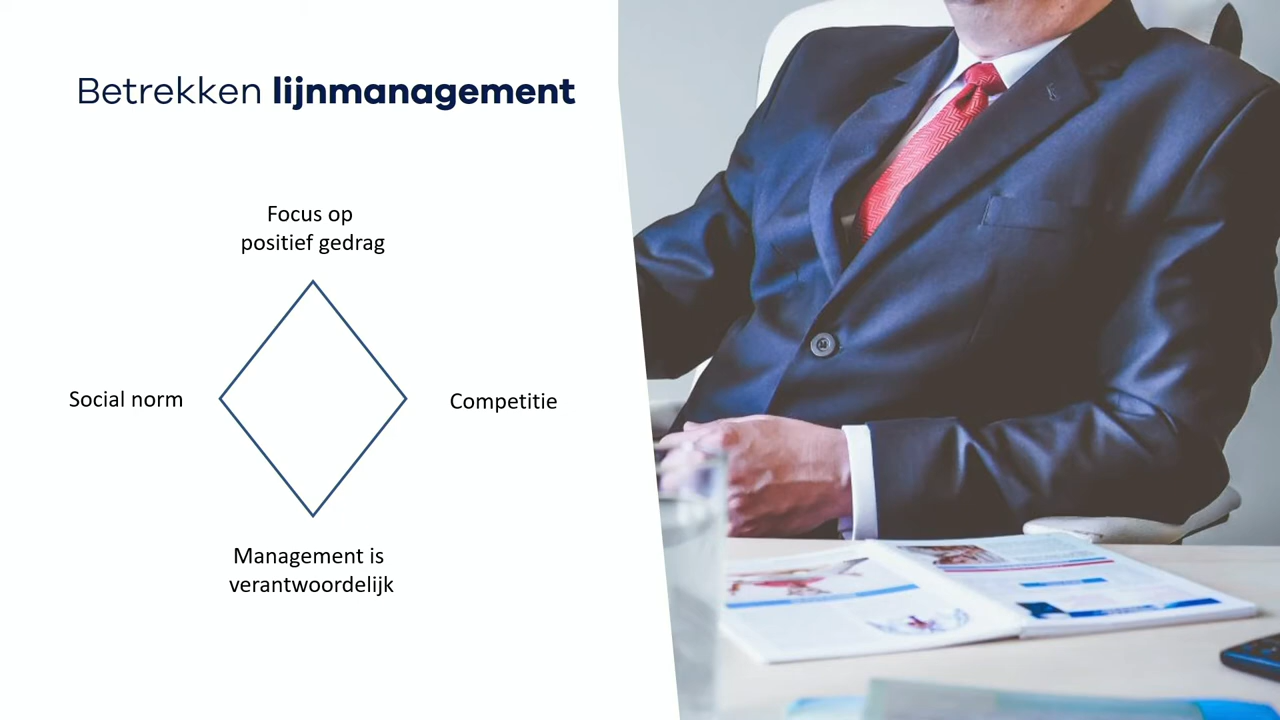 Betrekken lijnmanagement
Focus op
positief gedrag
Social norm
Competitie
Management is
verantwoordelijk